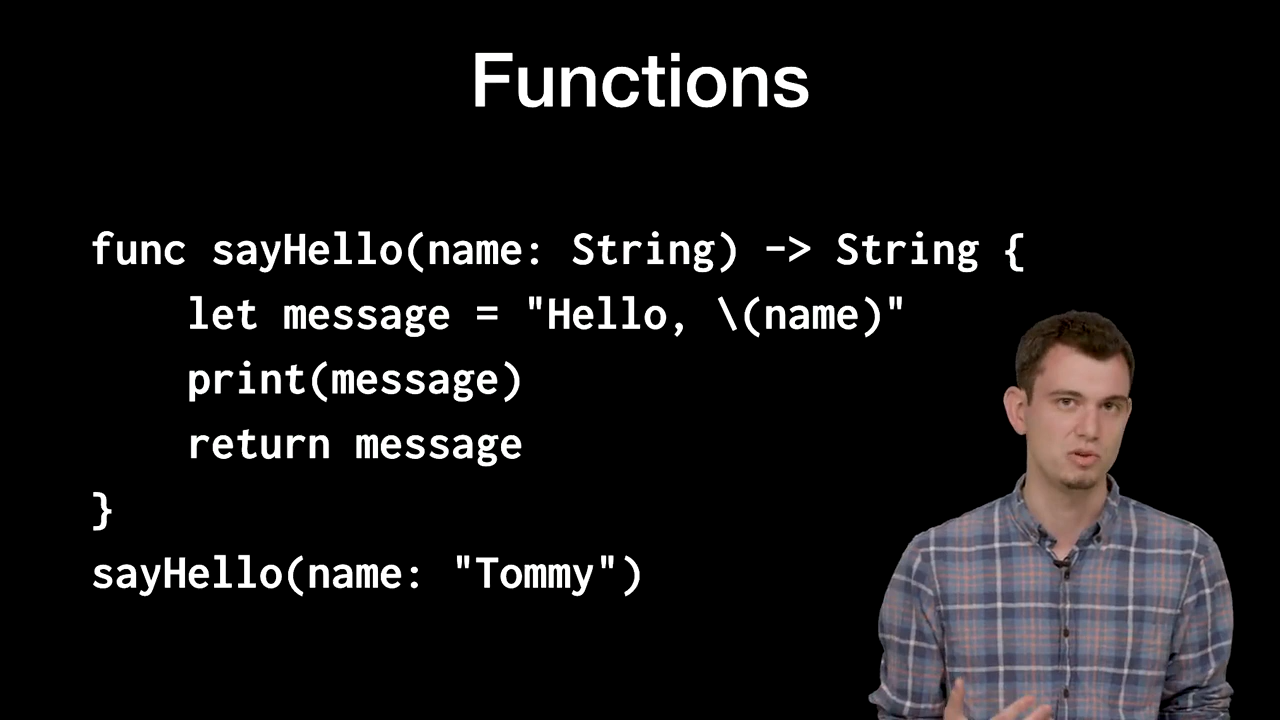 Functions
func sayHello(name: String) -> String {
    let message = "Hello, \(name)"
    print(message)
    return message
}
sayHello(name: "Tommy")